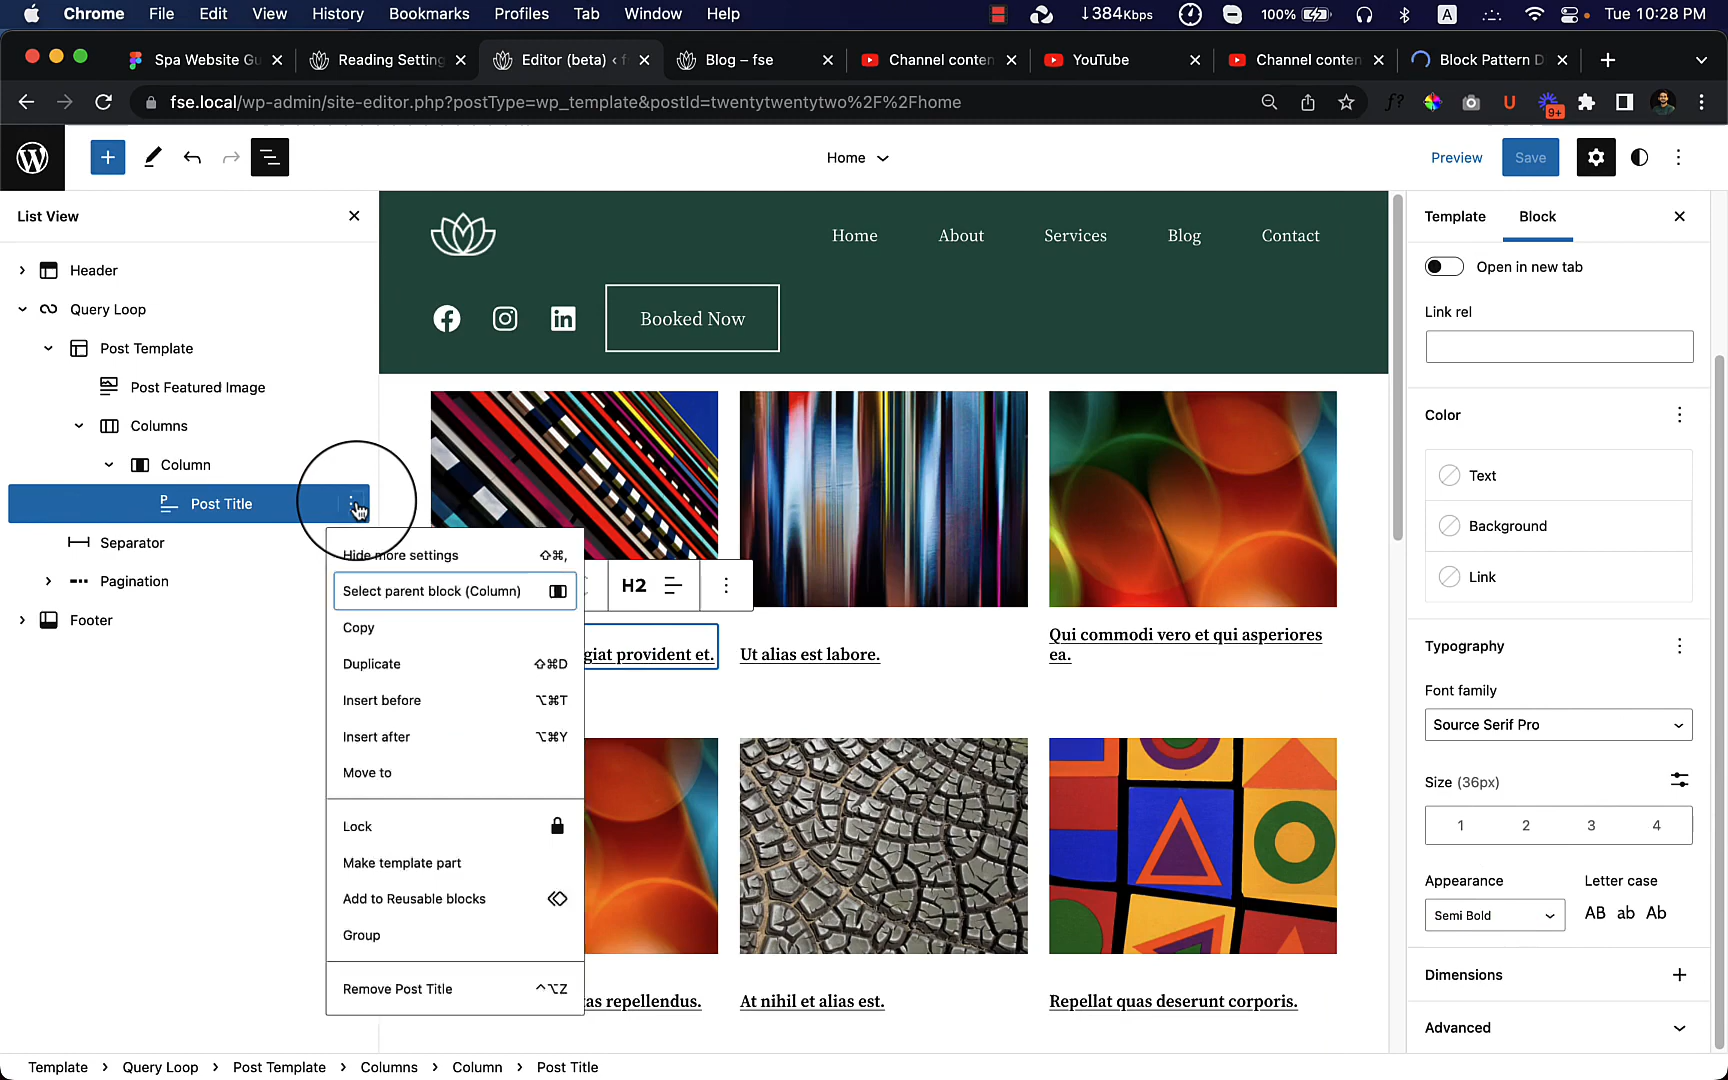 Chrome File Edit View History Bookmarks Profiles Tab Window Help ↓384Kbps 100% A Tue 10:28 PM
Spa Website Gu Reading Setting Editor (beta) ‹ f Blog – fse Channel conten YouTube Channel conten Block Pattern D
fse.local/wp-admin/site-editor.php?postType=wp_template&postId=twentytwentytwo%2F%2Fhome f? U 9+
Home Preview Save
List View
Header
Query Loop
Post Template
Post Featured Image
Columns
Column
Post Title
Separator
Pagination
Footer
Hide more settings ⇧⌘,
Select parent block (Column)
Copy
Duplicate ⇧⌘D
Insert before ⌥⌘T
Insert after ⌥⌘Y
Move to
Lock
Make template part
Add to Reusable blocks
Group
Remove Post Title ^⌥Z
Home About Services Blog Contact
Booked Now
H2
giat provident et.
Ut alias est labore.
Qui commodi vero et qui asperiores
ea.
tas repellendus.
At nihil et alias est.
Repellat quas deserunt corporis.
Template Block
Open in new tab
Link rel
Color
Text
Background
Link
Typography
Font family
Source Serif Pro
Size (36px)
1 2 3 4
Appearance Letter case
Semi Bold AB ab Ab
Dimensions
Advanced
Template › Query Loop › Post Template › Columns › Column › Post Title